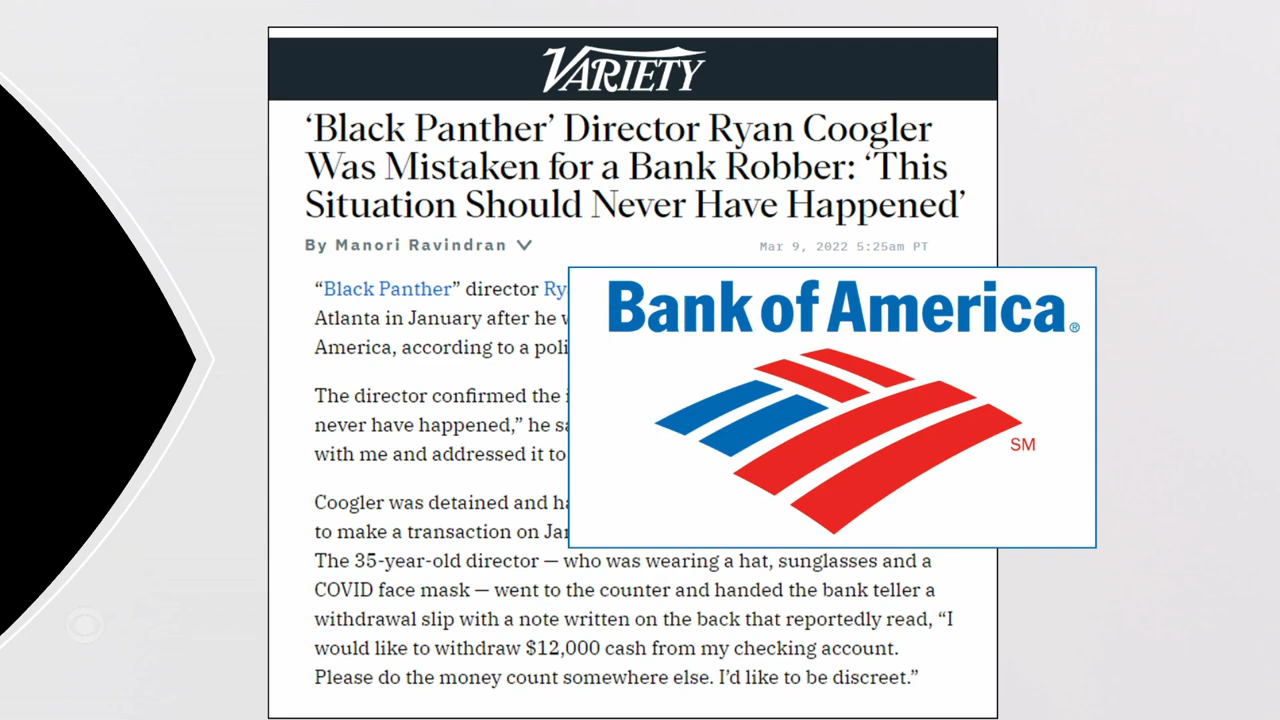 VARIETY
‘Black Panther’ Director Ryan Coogler
Was Mistaken for a Bank Robber: ‘This
Situation Should Never Have Happened’
By Manori Ravindran
Mar 9, 2022 5:25am PT
“Black Panther” director Ry
Atlanta in January after he w
America, according to a poli
The director confirmed the i
never have happened,” he sa
with me and addressed it to
Coogler was detained and ha
to make a transaction on Jan
The 35-year-old director — who was wearing a hat, sunglasses and a
COVID face mask — went to the counter and handed the bank teller a
withdrawal slip with a note written on the back that reportedly read, “I
would like to withdraw $12,000 cash from my checking account.
Please do the money count somewhere else. I’d like to be discreet.”
Bank of America®
SM